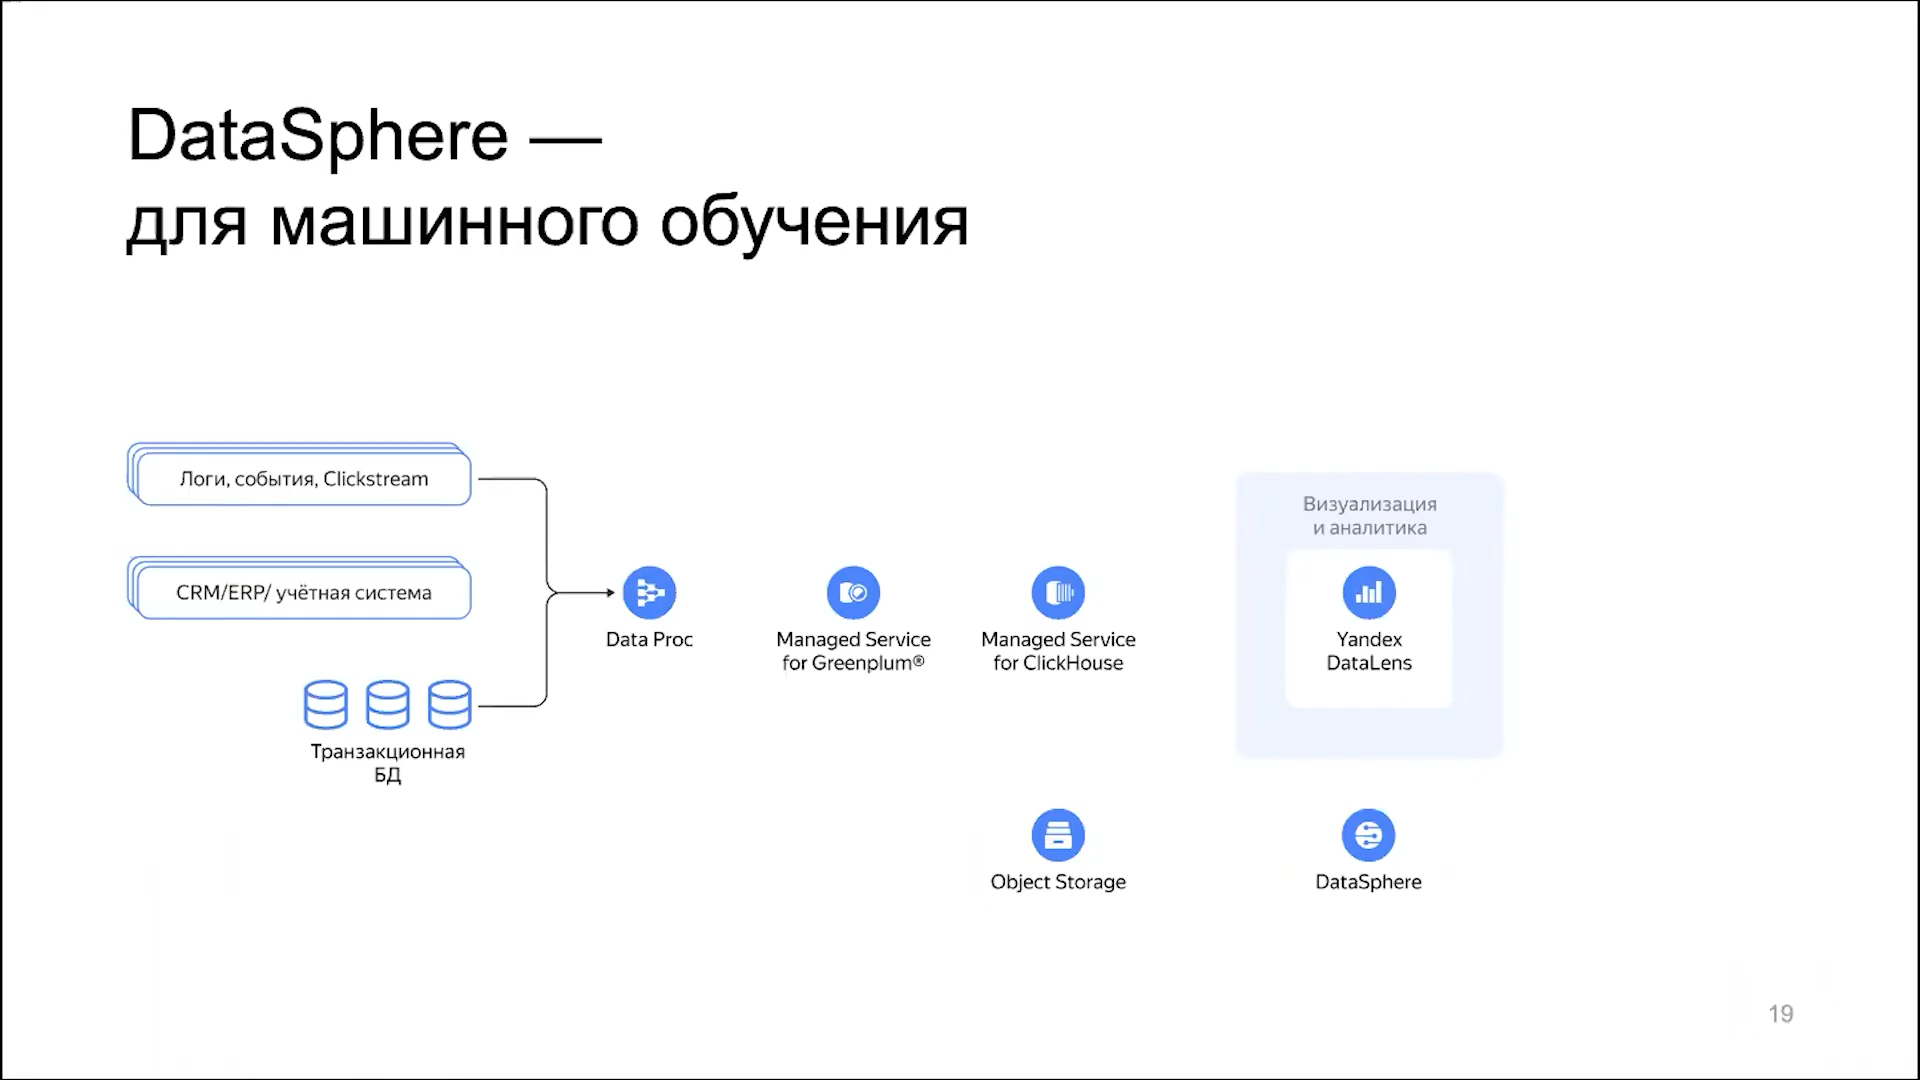 DataSphere —
для машинного обучения
Логи, события, Clickstream
CRM/ERP/ учётная система
Транзакционная
БД
Data Proc
Managed Service
for Greenplum®
Managed Service
for ClickHouse
Визуализация
и аналитика
Yandex
DataLens
Object Storage
DataSphere
19